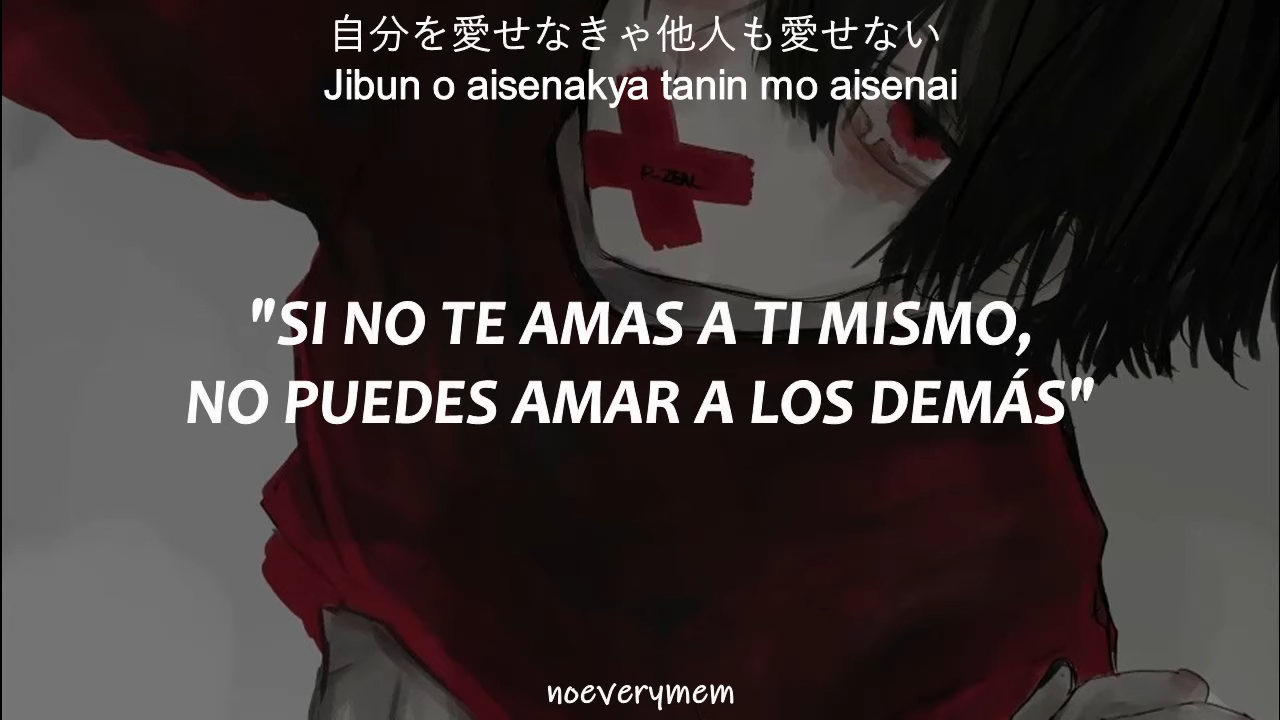 自分を愛せなきゃ他人も愛せない
Jibun o aisenakya tanin mo aisenai
"SI NO TE AMAS A TI MISMO,
NO PUEDES AMAR A LOS DEMÁS"
noeverymem